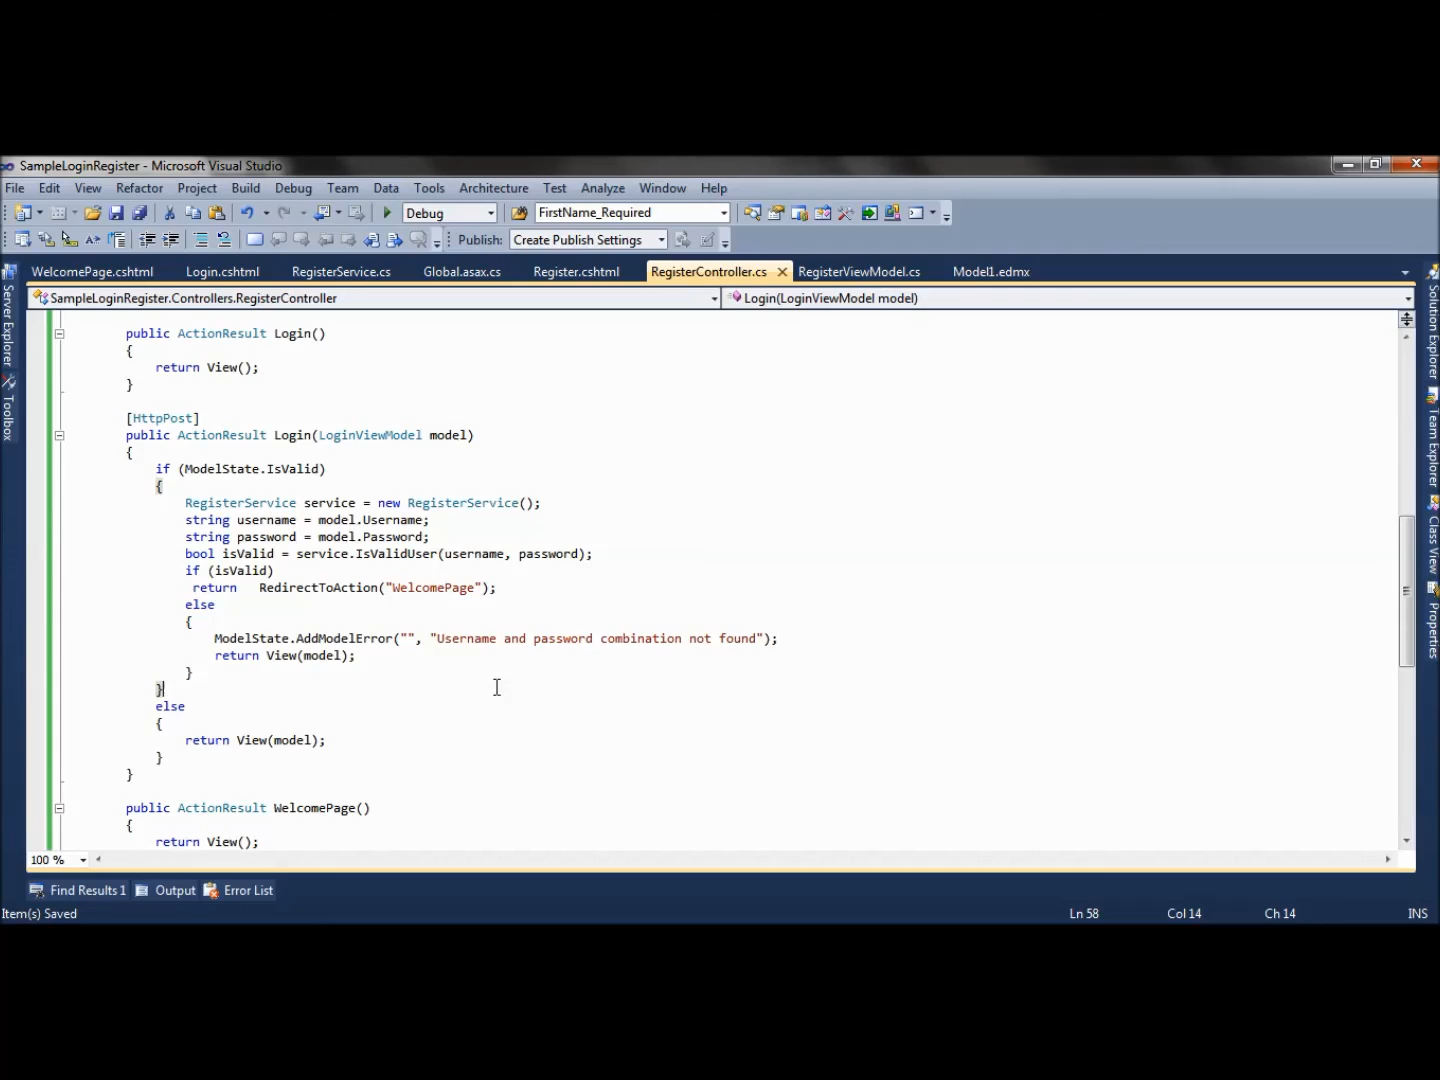 SampleLoginRegister - Microsoft Visual Studio
File Edit View Refactor Project Build Debug Team Data Tools Architecture Test Analyze Window Help
Debug FirstName_Required
Publish: Create Publish Settings
WelcomePage.cshtml Login.cshtml RegisterService.cs Global.asax.cs Register.cshtml RegisterController.cs RegisterViewModel.cs Model1.edmx
SampleLoginRegister.Controllers.RegisterController Login(LoginViewModel model)
Server Explorer
Toolbox
public ActionResult Login()
{
return View();
}
[HttpPost]
public ActionResult Login(LoginViewModel model)
{
if (ModelState.IsValid)
{
RegisterService service = new RegisterService();
string username = model.Username;
string password = model.Password;
bool isValid = service.IsValidUser(username, password);
if (isValid)
return RedirectToAction("WelcomePage");
else
{
ModelState.AddModelError("", "Username and password combination not found");
return View(model);
}
}
else
{
return View(model);
}
}
public ActionResult WelcomePage()
{
return View();
Solution Explorer
Team Explorer
Class View
Properties
100 %
Find Results 1 Output Error List
Item(s) Saved Ln 58 Col 14 Ch 14 INS